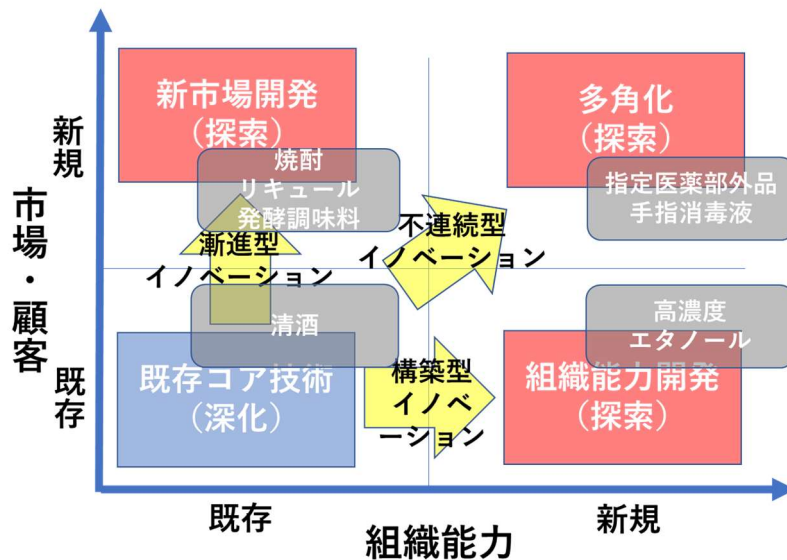 新規
市場・顧客
既存
新市場開発
(探索)
焼酎
リキュール
発酵調味料
漸進型
イノベーション
多角化
(探索)
指定医薬部外品
手指消毒液
不連続型
イノベーション
清酒
既存コア技術
(深化)
構築型
イノベ
ーション
高濃度
エタノール
組織能力開発
(探索)
既存
組織能力
新規